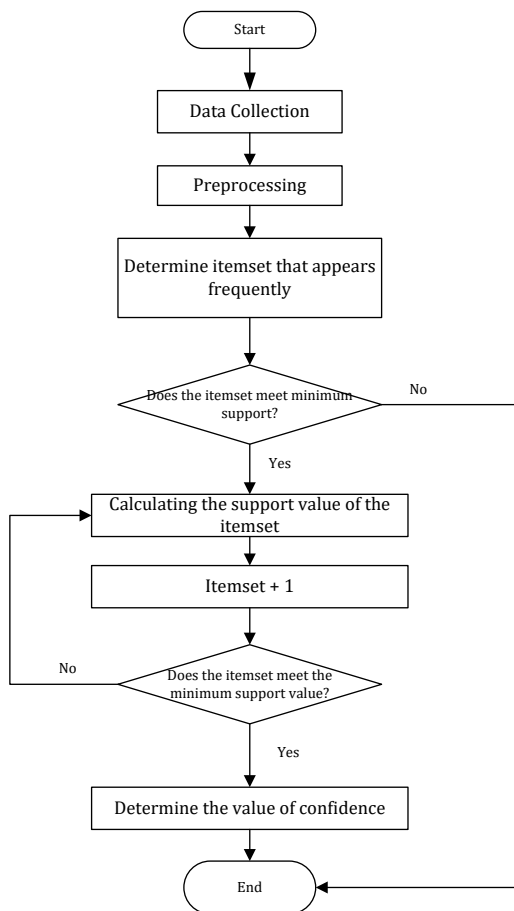 Start
Data Collection
Preprocessing
Determine itemset that appears
frequently
Does the itemset meet minimum
support?
No
Yes
Calculating the support value of the
itemset
Itemset + 1
Does the itemset meet the
minimum support value?
No
Yes
Determine the value of confidence
End